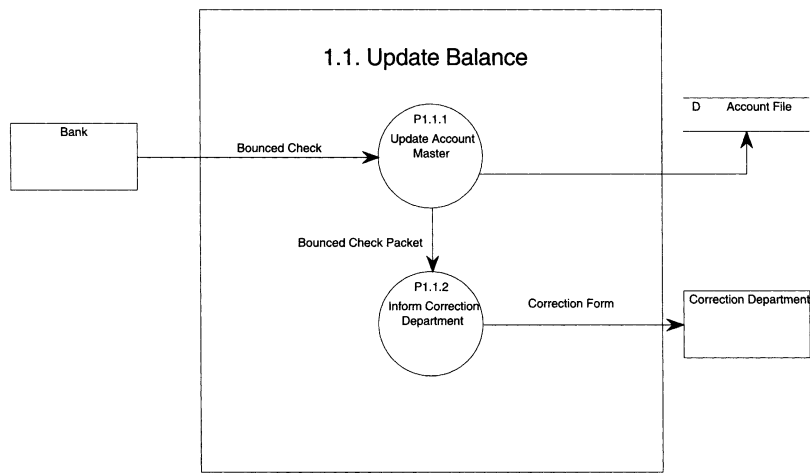 1.1. Update Balance
P1.1.1
Update Account
Master
D Account File
Bank
Bounced Check
Bounced Check Packet
P1.1.2
Inform Correction
Department
Correction Form
Correction Department